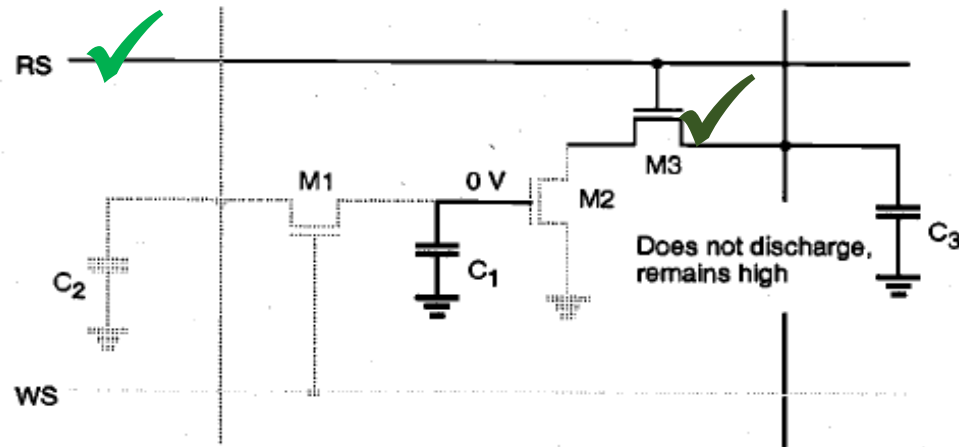 RS
M3
M1
0 V
M2
C2
C1
Does not discharge,
remains high
C3
WS